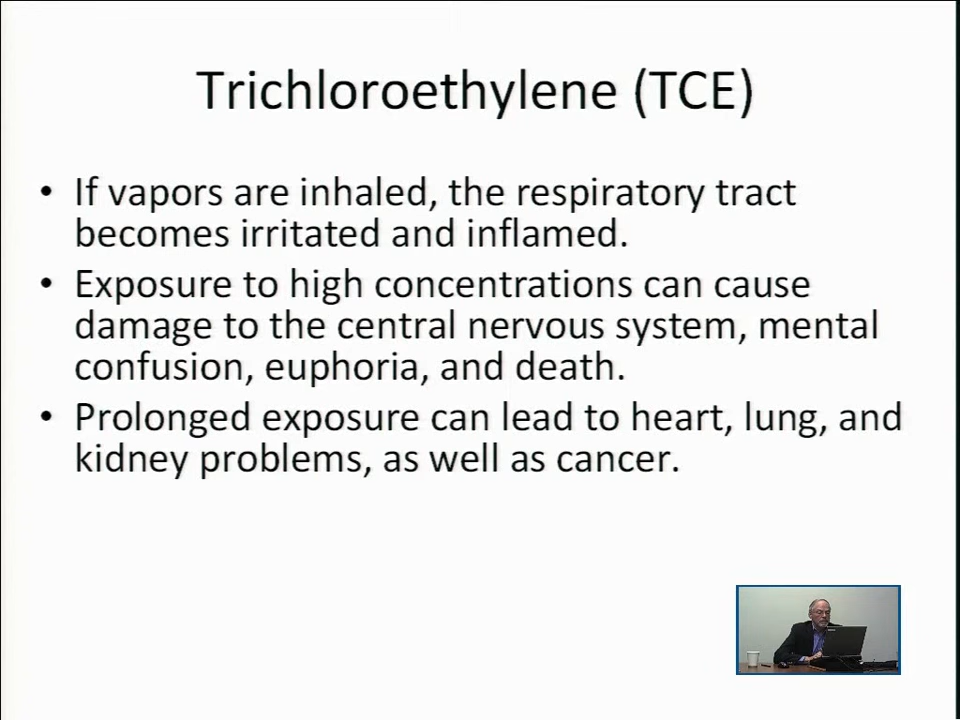 Trichloroethylene (TCE)
• If vapors are inhaled, the respiratory tract
becomes irritated and inflamed.
• Exposure to high concentrations can cause
damage to the central nervous system, mental
confusion, euphoria, and death.
• Prolonged exposure can lead to heart, lung, and
kidney problems, as well as cancer.